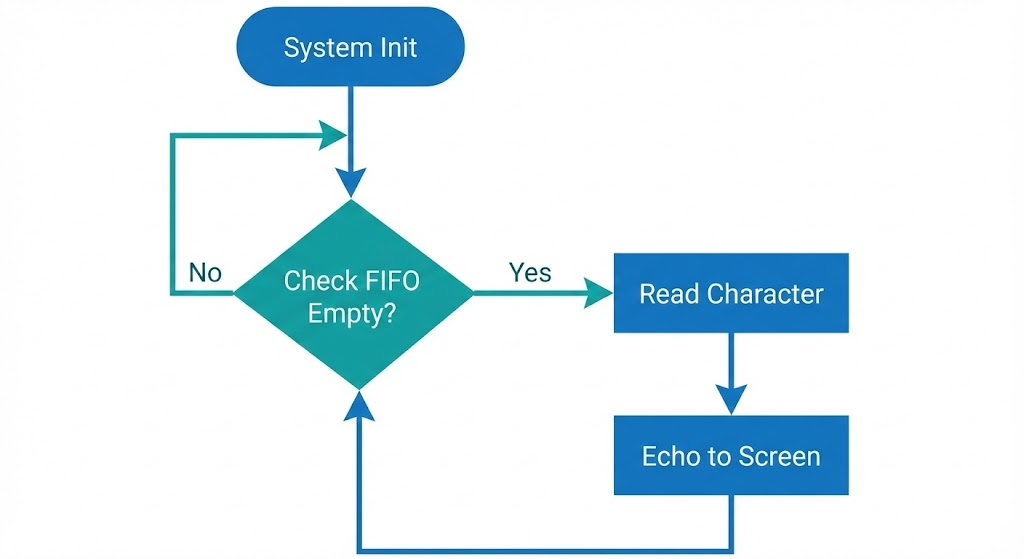 System Init
No
Check FIFO
Empty?
Yes
Read Character
Echo to Screen